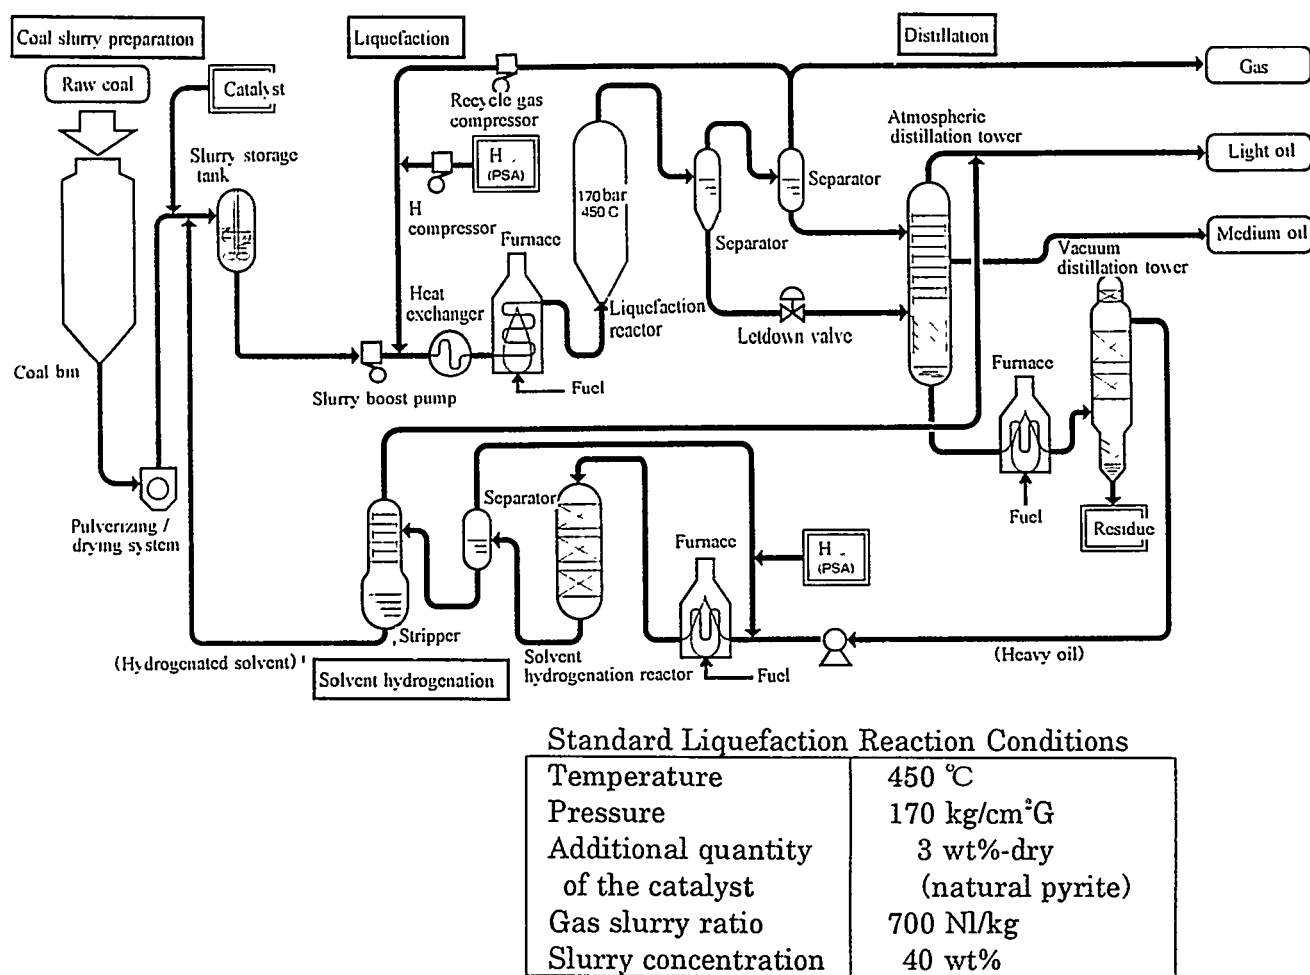 Coal slurry preparation
Liquefaction
Distillation
Raw coal
Catalyst
Gas
Recycle gas
compressor
Atmospheric
distillation tower
Slurry storage
tank
H
(PSA)
Light oil
170 bar
450 C
Separator
H
compressor
Separator
Medium oil
Furnace
Vacuum
distillation tower
Heat
exchanger
Liquefaction
reactor
Letdown valve
Coal bin
Furnace
Fuel
Slurry boost pump
Separator
Fuel
Residue
Pulverizing /
drying system
Furnace
H
(PSA)
Stripper
(Hydrogenated solvent)
Solvent
hydrogenation reactor
(Heavy oil)
Solvent hydrogenation
Fuel
Standard Liquefaction Reaction Conditions
Temperature 450 ℃
Pressure 170 kg/cm²G
Additional quantity 3 wt%-dry
of the catalyst (natural pyrite)
Gas slurry ratio 700 Nl/kg
Slurry concentration 40 wt%